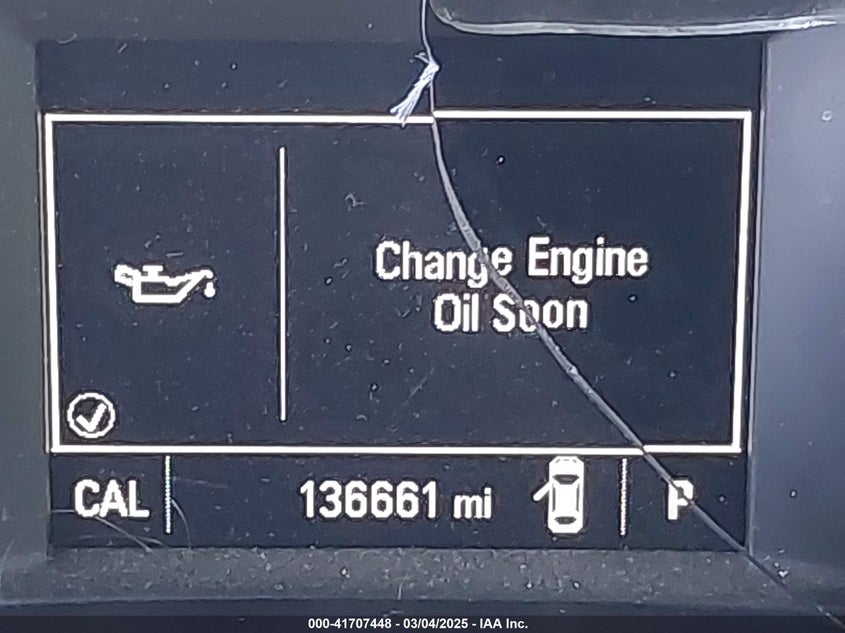 Change Engine
Oil Soon
CAL
136661 mi
P
000-41707448 - 03/04/2025 - IAA Inc.